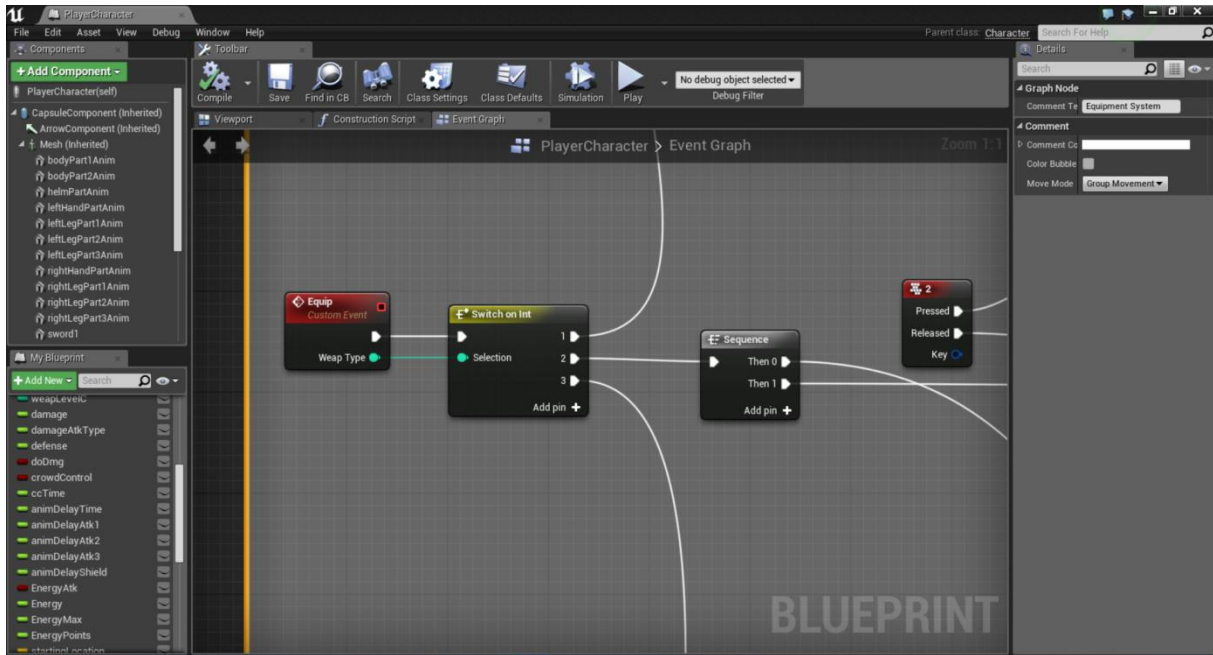 PlayerCharacter
File Edit Asset View Debug Window Help
Parent class: Character Search For Help
Components
+Add Component
PlayerCharacter(self)
CapsuleComponent (Inherited)
ArrowComponent (Inherited)
Mesh (Inherited)
bodyPart1Anim
bodyPart2Anim
helmPartAnim
leftHandPartAnim
leftLegPart1Anim
leftLegPart2Anim
leftLegPart3Anim
rightHandPartAnim
rightLegPart1Anim
rightLegPart2Anim
rightLegPart3Anim
sword1
My Blueprint
+Add New Search
weapLevelC
damage
damageAtkType
defense
doDmg
crowdControl
ccTime
animDelayTime
animDelayAtk1
animDelayAtk2
animDelayAtk3
animDelayShield
EnergyAtk
Energy
EnergyMax
EnergyPoints
startingLocation
Toolbar
Compile Save Find in CB Search Class Settings Class Defaults Simulation Play
No debug object selected
Debug Filter
Viewport Construction Script Event Graph
PlayerCharacter > Event Graph
Zoom 1:1
Equip
Custom Event
Weap Type
Switch on Int
1
Selection 2
3
Add pin +
Sequence
Then 0
Then 1
Add pin +
2
Pressed
Released
Key
BLUEPRINT
Details
Search
Graph Node
Comment Te Equipment System
Comment
Comment Co
Color Bubble
Move Mode Group Movement